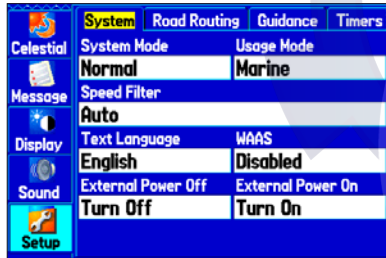 System Road Routing Guidance Timers
Celestial
System Mode Usage Mode
Normal Marine
Message
Speed Filter
Auto
Display
Text Language WAAS
English Disabled
Sound
External Power Off External Power On
Turn Off Turn On
Setup